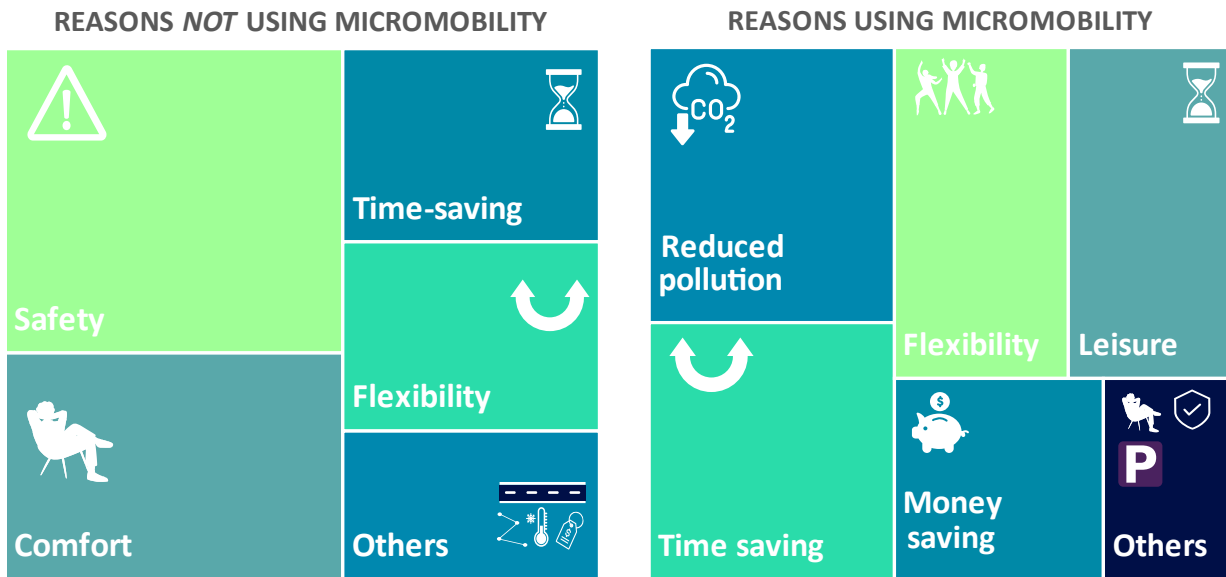 REASONS NOT USING MICROMOBILITY
Safety
Comfort
Time-saving
Flexibility
Others
REASONS USING MICROMOBILITY
CO2
Reduced
pollution
Time saving
Flexibility
Leisure
$
Money
saving
P
Others